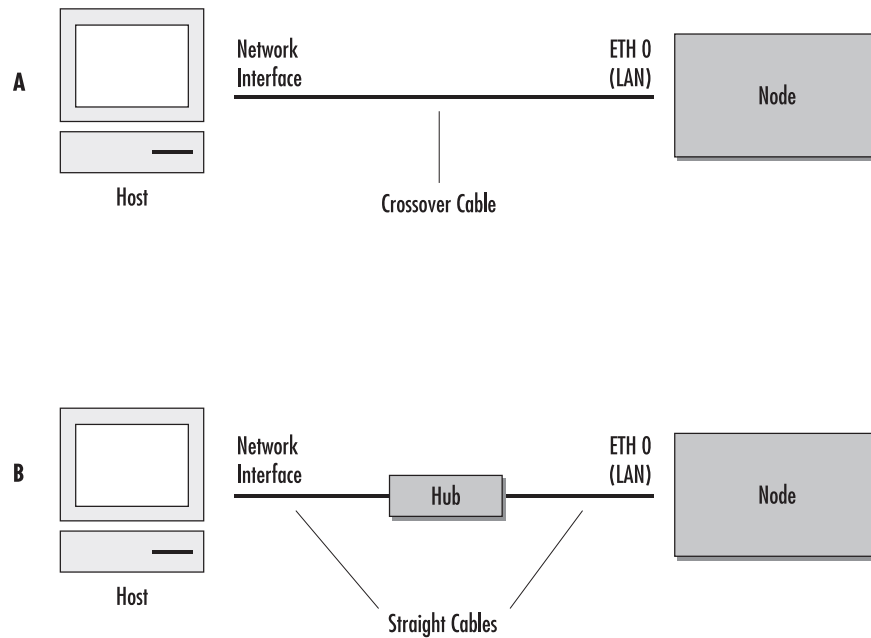 A
Network
Interface
ETH 0
(LAN)
Node
Host
Crossover Cable
B
Network
Interface
Hub
ETH 0
(LAN)
Node
Host
Straight Cables